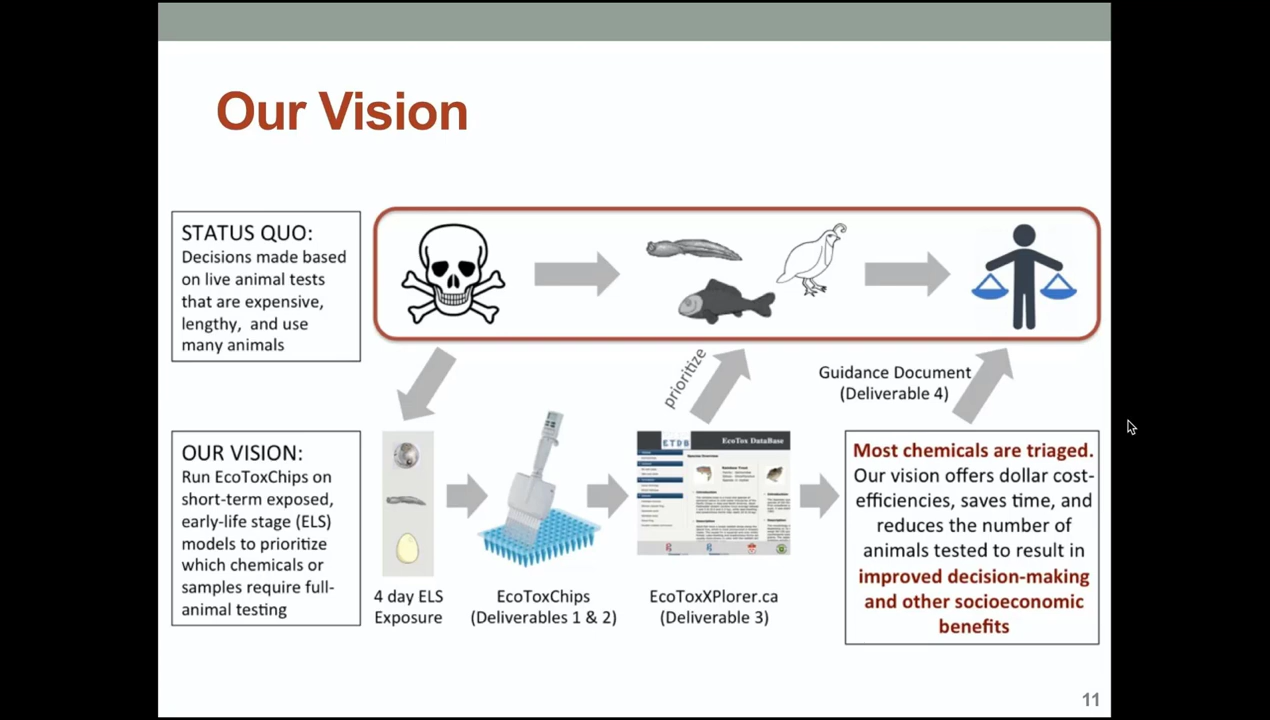 Our Vision
STATUS QUO:
Decisions made based
on live animal tests
that are expensive,
lengthy, and use
many animals
prioritize
Guidance Document
(Deliverable 4)
OUR VISION:
Run EcoToxChips on
short-term exposed,
early-life stage (ELS)
models to prioritize
which chemicals or
samples require full-
animal testing
4 day ELS
Exposure
EcoToxChips
(Deliverables 1 & 2)
ETDB
EcoTox DataBase
EcoToxXPlorer.ca
(Deliverable 3)
Most chemicals are triaged.
Our vision offers dollar cost-
efficiencies, saves time, and
reduces the number of
animals tested to result in
improved decision-making
and other socioeconomic
benefits
11